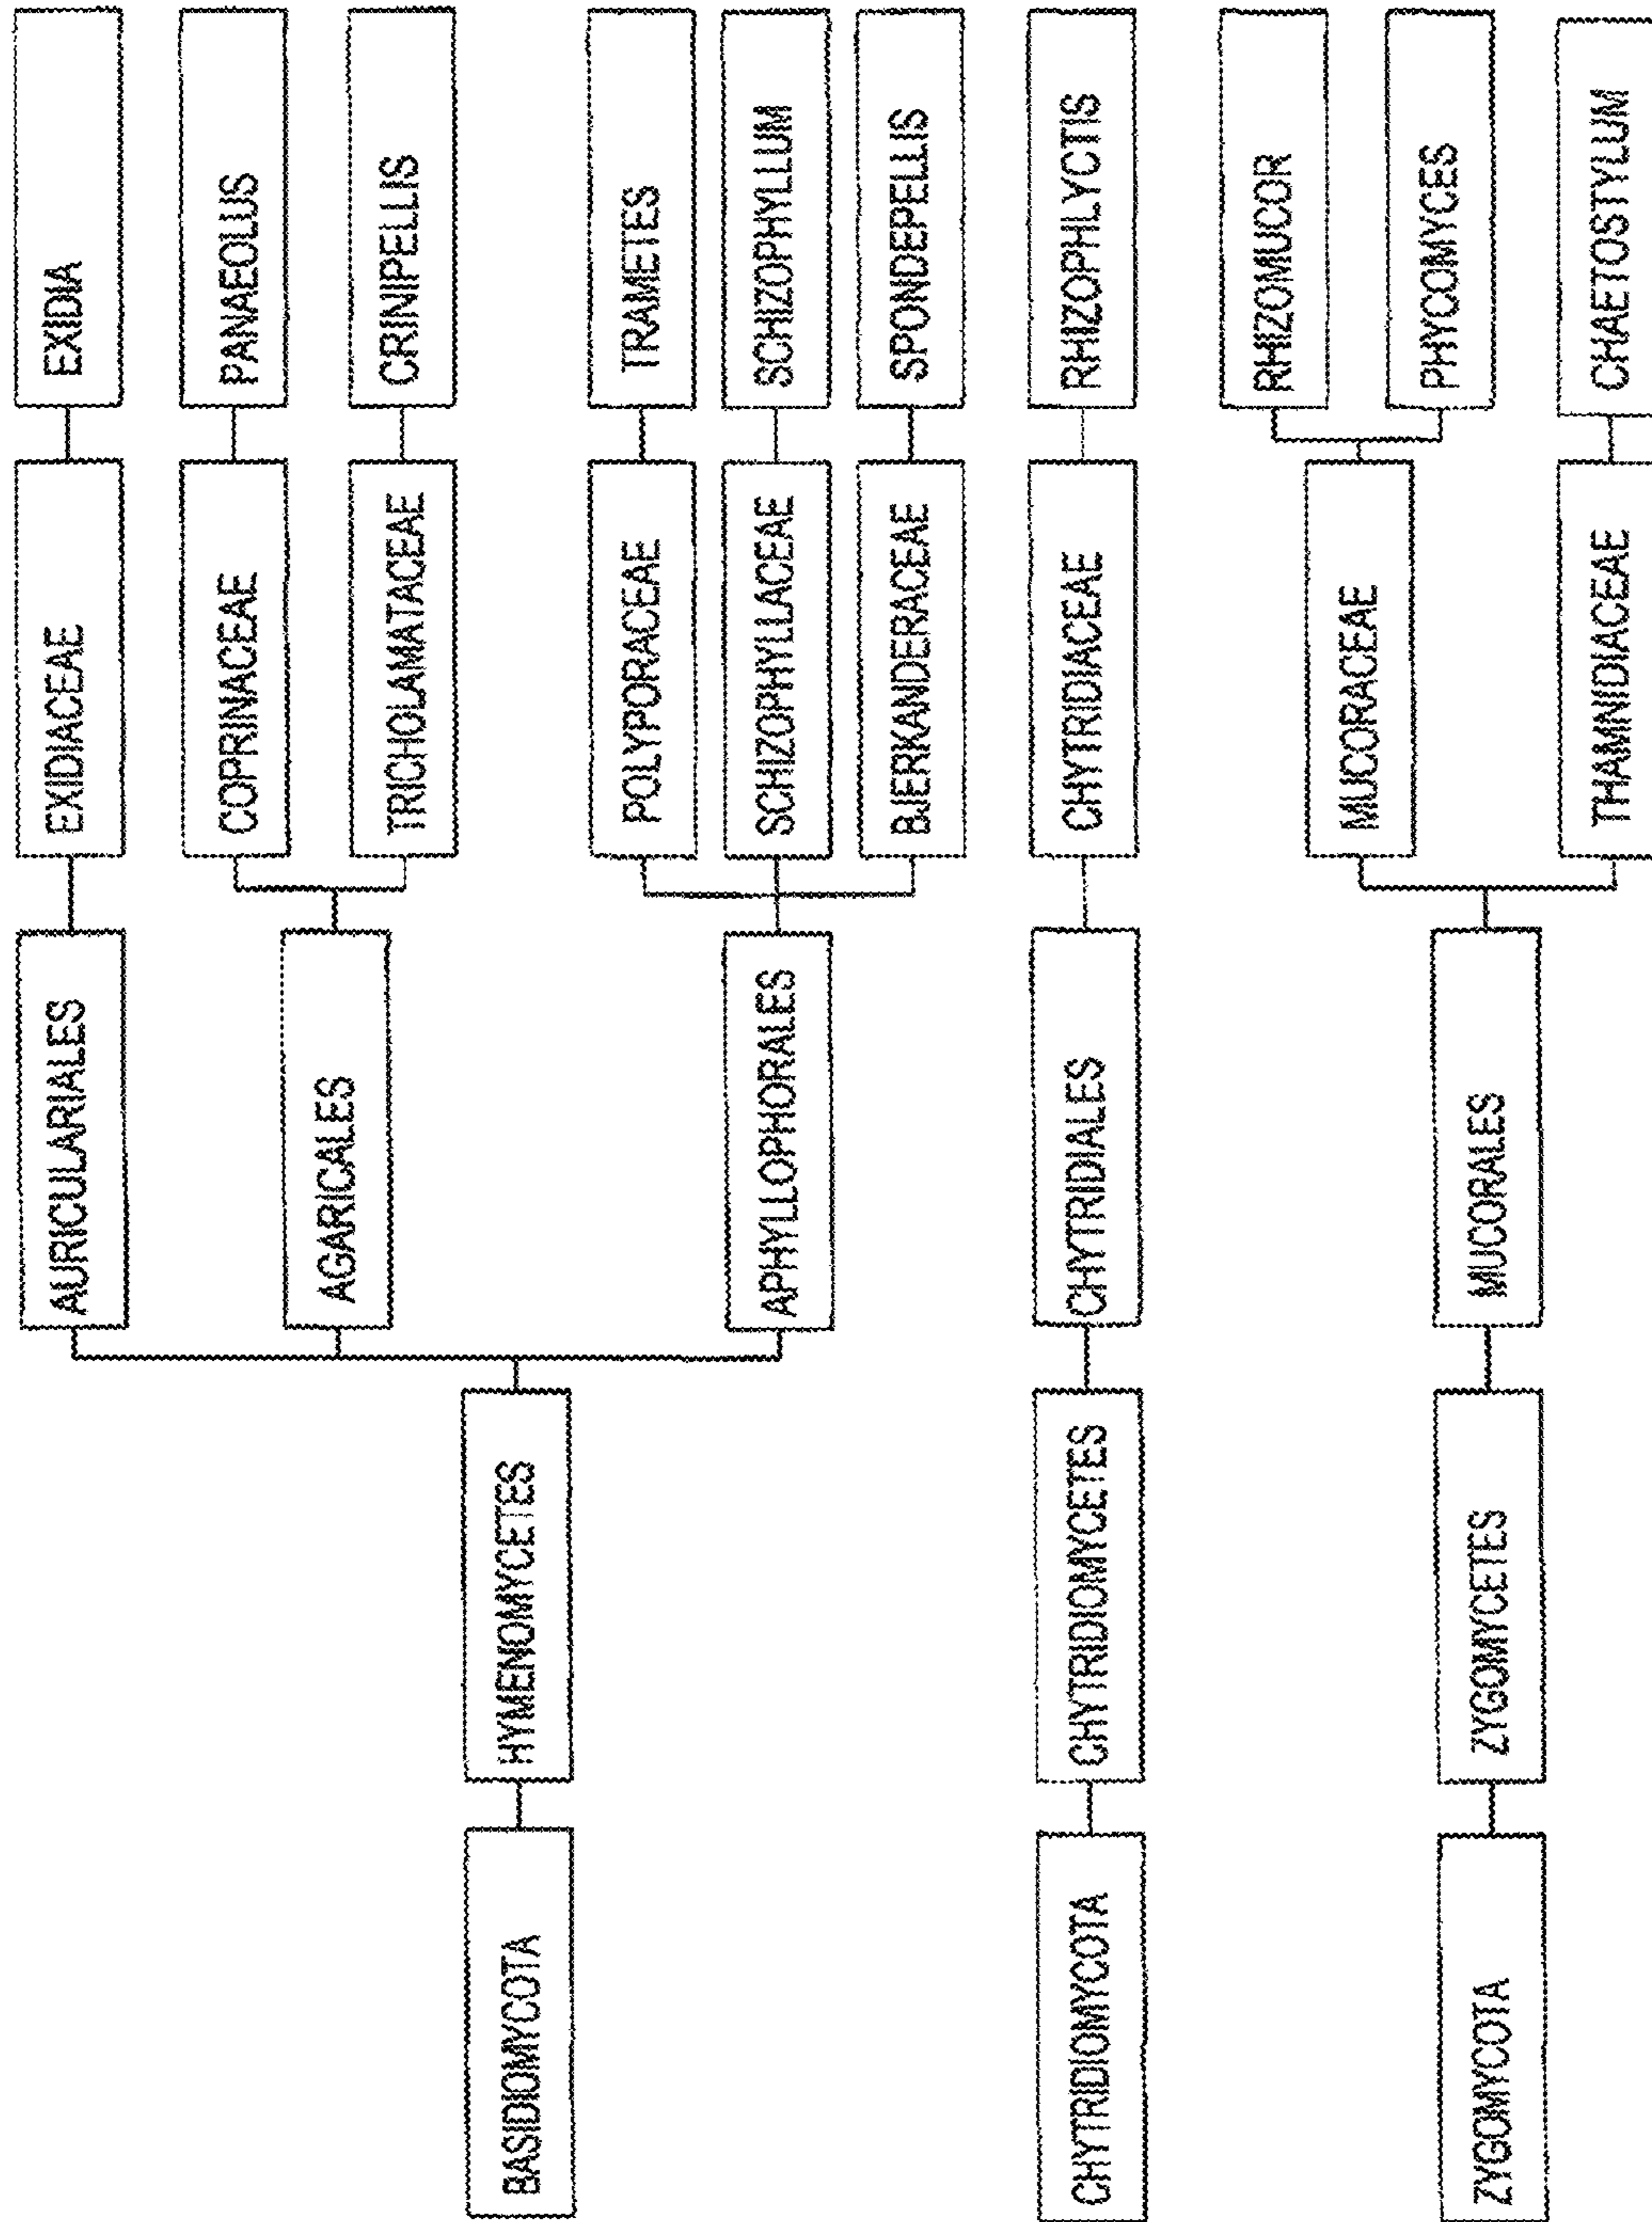 AURICULARIALES
EXIDIACEAE
EXIDIA
COPRINACEAE
PANAEOLUS
AGARICALES
TRICHOLAMATACEAE
CRINIPELLIS
BASIDIOMYCOTA
HYMENOMYCETES
POLYPORACEAE
TRAMETES
APHYLLOPHORALES
SCHIZOPHYLLACEAE
SCHIZOPHYLLUM
BJERKANDERACEAE
SPONDEPELLIS
CHYTRIDIOMYCOTA
CHYTRIDIOMYCETES
CHYTRIDIALES
CHYTRIDIACEAE
RHIZOPHLYCTIS
RHIZOMUCOR
MUCORACEAE
PHYCOMYCES
ZYGOMYCOTA
ZYGOMYCETES
MUCORALES
THAMNIDIACEAE
CHAETOSTYLUM